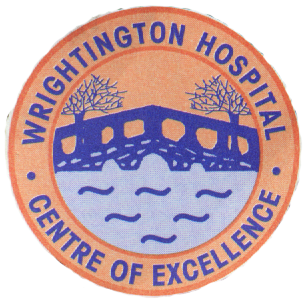 WRIGHTINGTON HOSPITAL
CENTRE OF EXCELLENCE